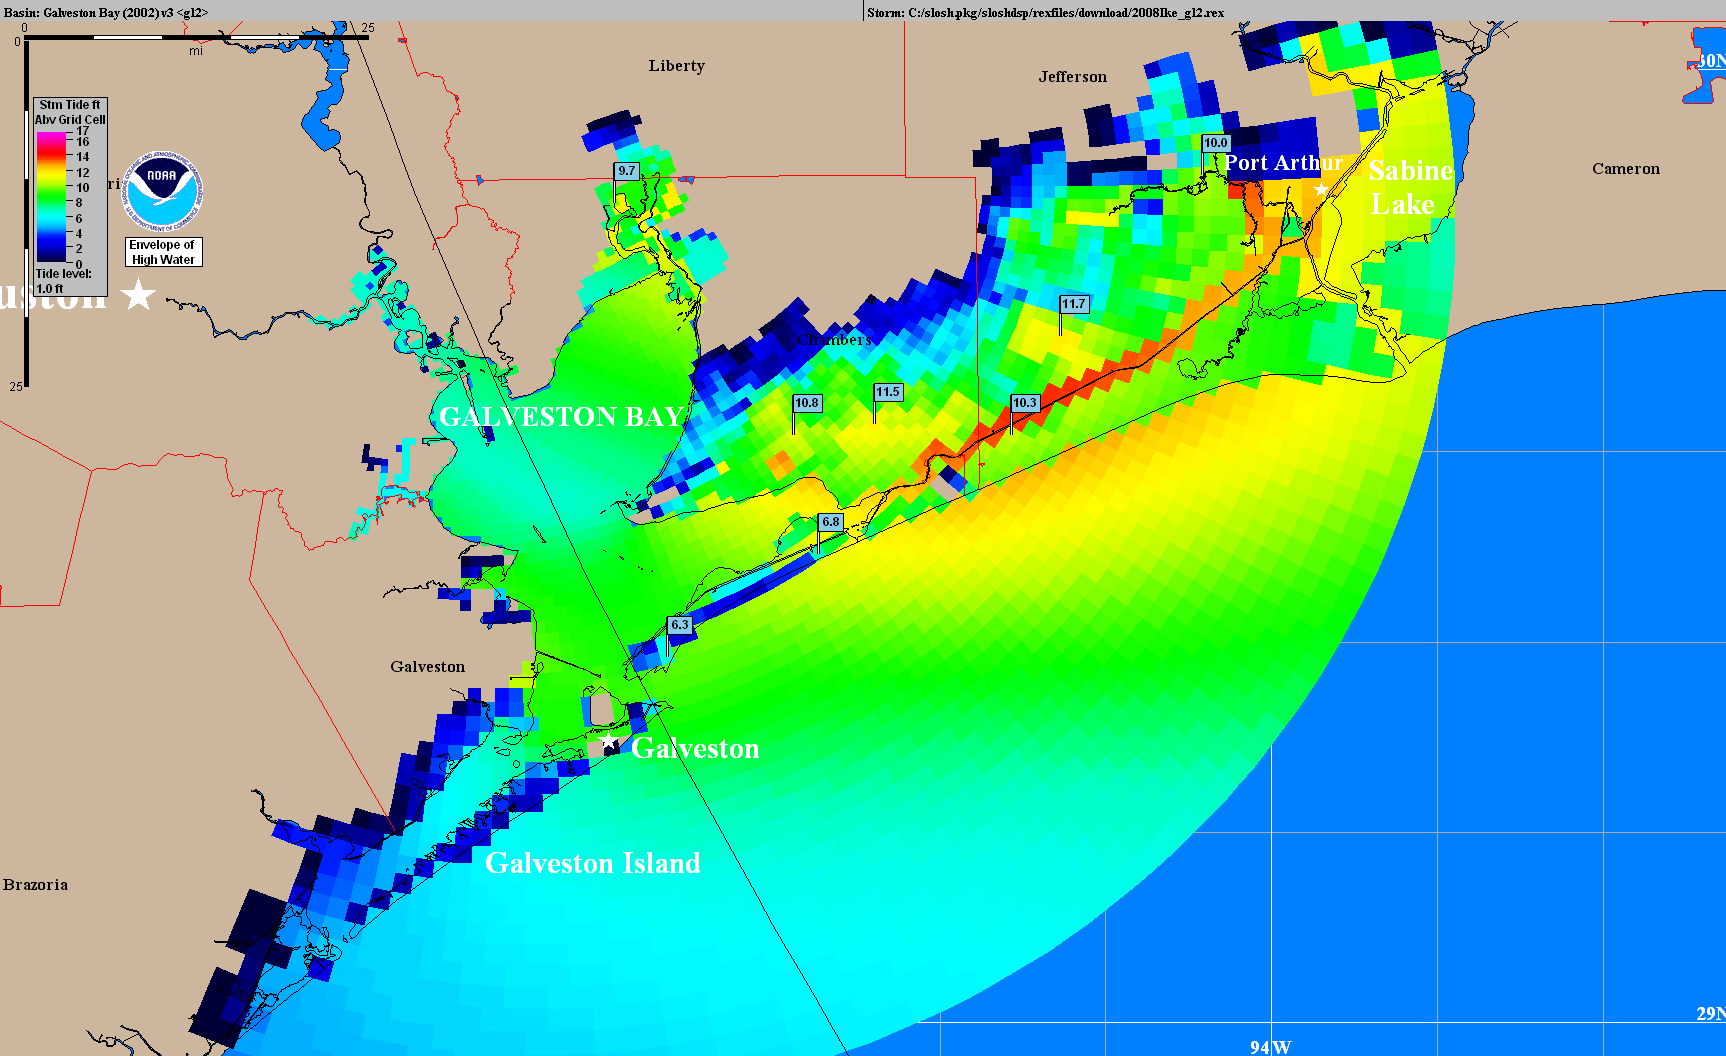 Basin: Galveston Bay (2002) v3 <gl2>
Storm: C:/slosh.pkg/sloshdsp/rexfiles/download/2008Ike_gl2.rex
0
25
0
mi
25
Stm Tide ft
Abv Grid Cell
17
16
14
12
10
8
6
4
2
0
Tide level:
1.0 ft
NOAA
Envelope of
High Water
Liberty
Jefferson
30N
Cameron
Port Arthur
Sabine
Lake
10.0
9.7
uston
11.7
Chambers
11.5
10.8
10.3
GALVESTON BAY
6.8
6.3
Galveston
Galveston
Galveston Island
Brazoria
29N
94W